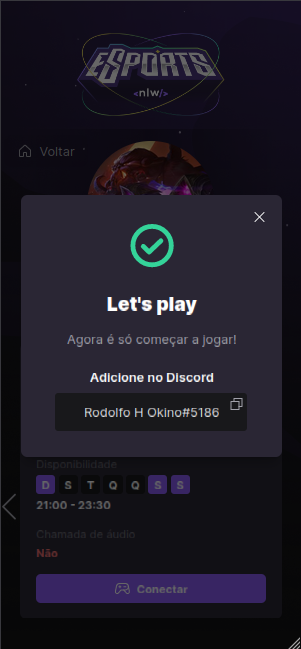 eSPORTS
<nlw/>
Voltar
Let's play
Agora é só começar a jogar!
Adicione no Discord
Rodolfo H Okino#5186
Disponibilidade
D S T Q Q S S
21:00 - 23:30
Chamada de áudio
Não
Conectar